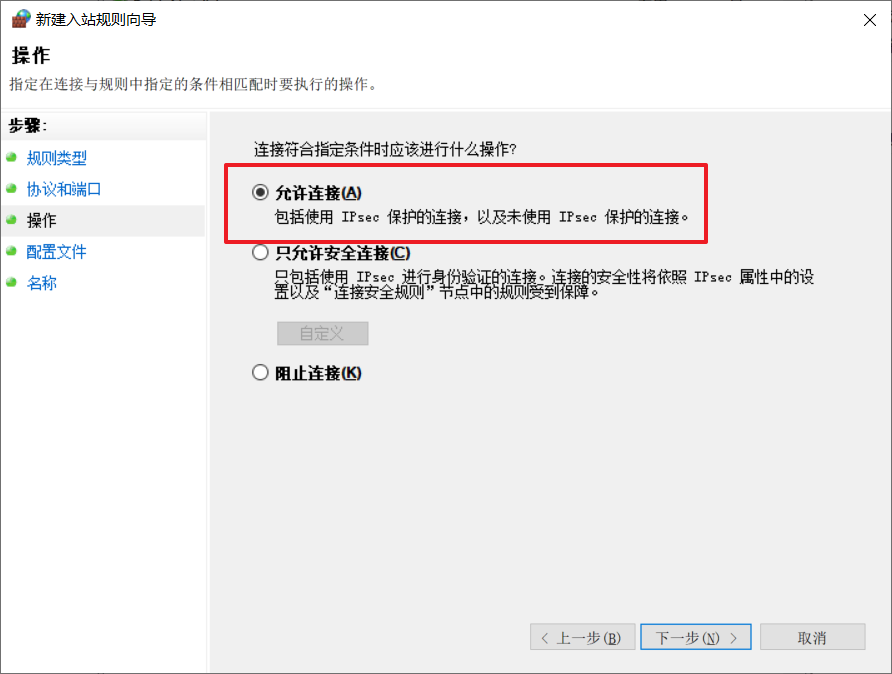 新建入站规则向导
操作
指定在连接与规则中指定的条件相匹配时要执行的操作。
步骤:
规则类型
协议和端口
操作
配置文件
名称
连接符合指定条件时应该进行什么操作?
允许连接(A)
包括使用 IPsec 保护的连接，以及未使用 IPsec 保护的连接。
只允许安全连接(C)
只包括使用 IPsec 进行身份验证的连接。连接的安全性将依照 IPsec 属性中的设
置以及“连接安全规则”节点中的规则受到保障。
自定义
阻止连接(K)
< 上一步(B)
下一步(N) >
取消